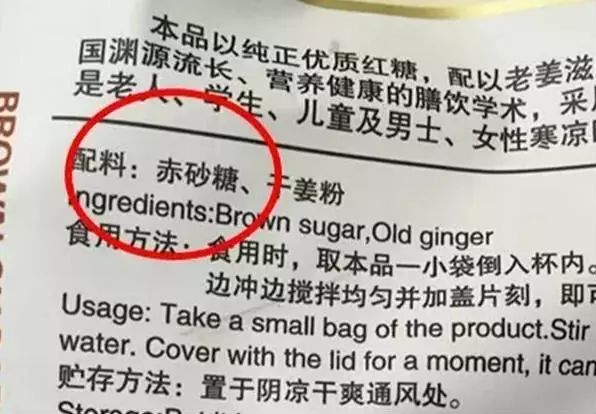 本品以纯正优质红糖，配以老姜滋
国渊源流长、营养健康的膳饮学术，采用
是老人、学生、儿童及男士、女性寒凉
配料：赤砂糖、干姜粉
Ingredients:Brown sugar,Old ginger
食用方法：食用时，取本品一小袋倒入杯内。
边冲边搅拌均匀并加盖片刻，即可
Usage: Take a small bag of the product.Stir
water. Cover with the lid for a moment, it can
贮存方法：置于阴凉干爽通风处。
BROWN